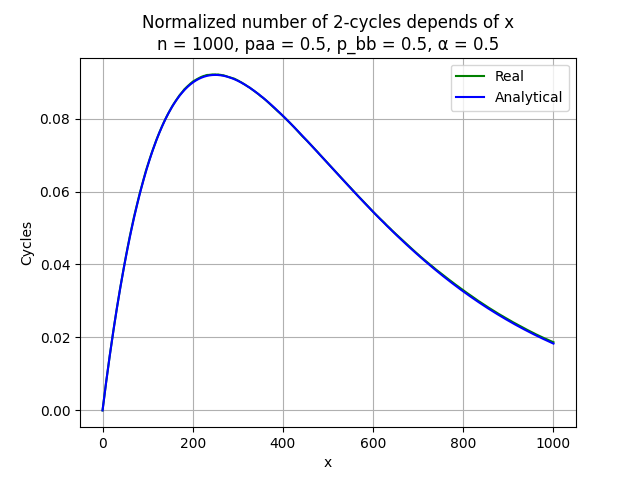 Normalized number of 2-cycles depends of x
n = 1000, paa = 0.5, p_bb = 0.5, α = 0.5
Real
Analytical
0.08
0.06
0.04
0.02
0.00
Cycles
0
200
400
600
800
1000
x